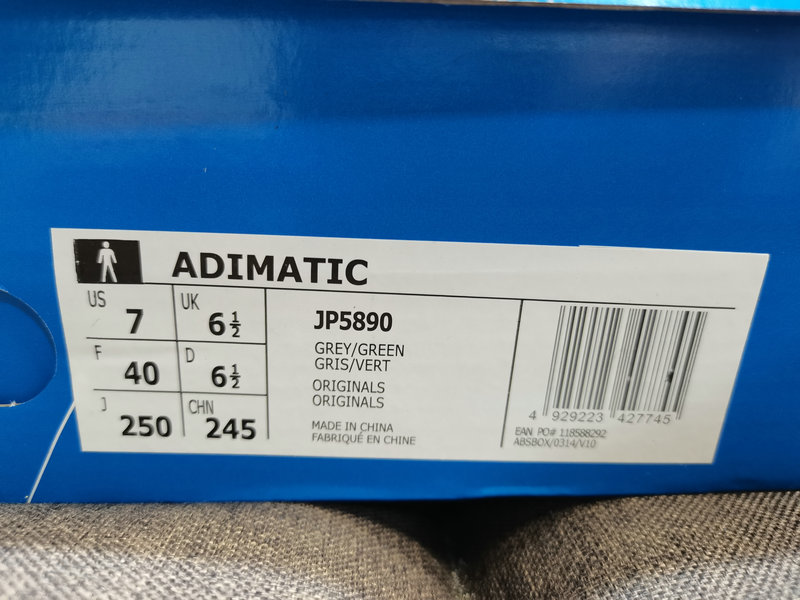 ADIMATIC
US 7 UK 6 1/2
F 40 D 6 1/2
J 250 CHN 245
JP5890
GREY/GREEN
GRIS/VERT
ORIGINALS
ORIGINALS
MADE IN CHINA
FABRIQUÉ EN CHINE
4 929223 427745
EAN PO# 118588292
ABSBOX/0314/V10